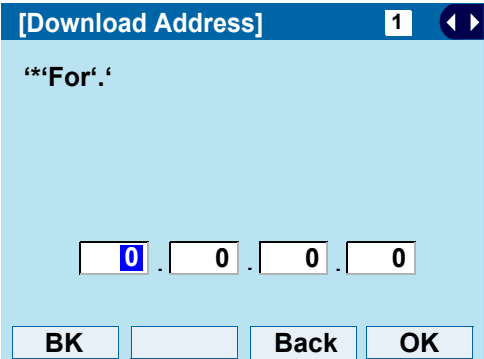 [Download Address] 1
‘*‘For‘.‘
0 . 0 . 0 . 0
BK Back OK